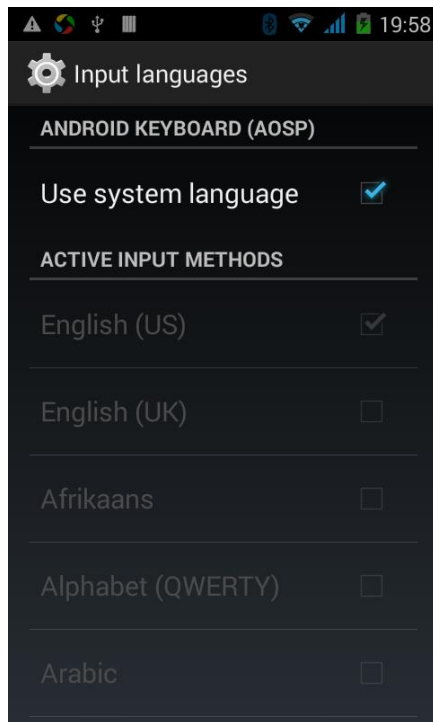 19:58
Input languages
ANDROID KEYBOARD (AOSP)
Use system language
ACTIVE INPUT METHODS
English (US)
English (UK)
Afrikaans
Alphabet (QWERTY)
Arabic